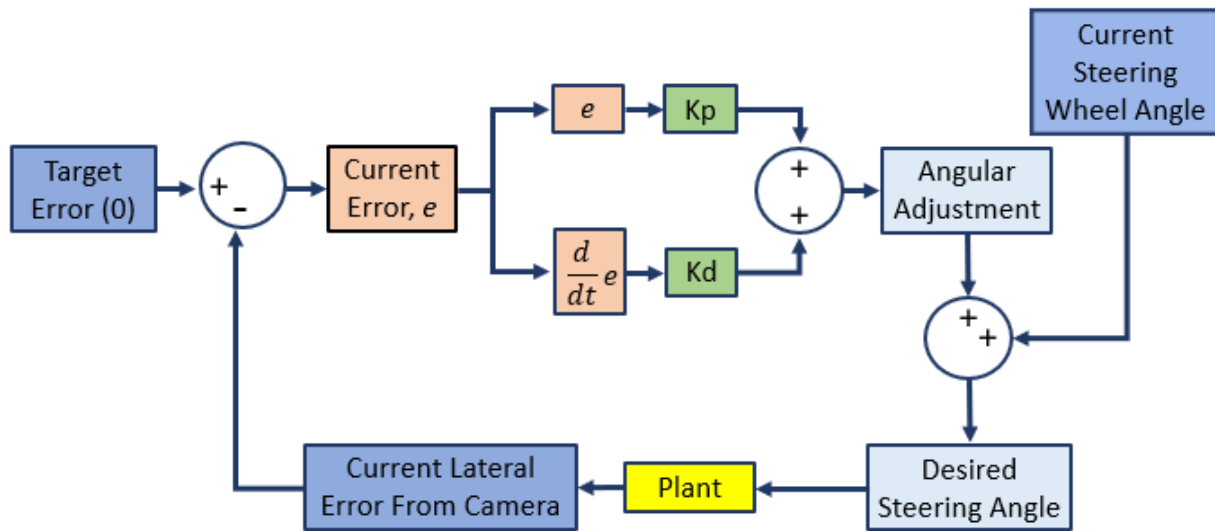 Target
Error (0)
+
-
Current
Error, e
e
Kp
d
dt
e
Kd
+
+
Angular
Adjustment
Current
Steering
Wheel Angle
+
+
Desired
Steering Angle
Plant
Current Lateral
Error From Camera